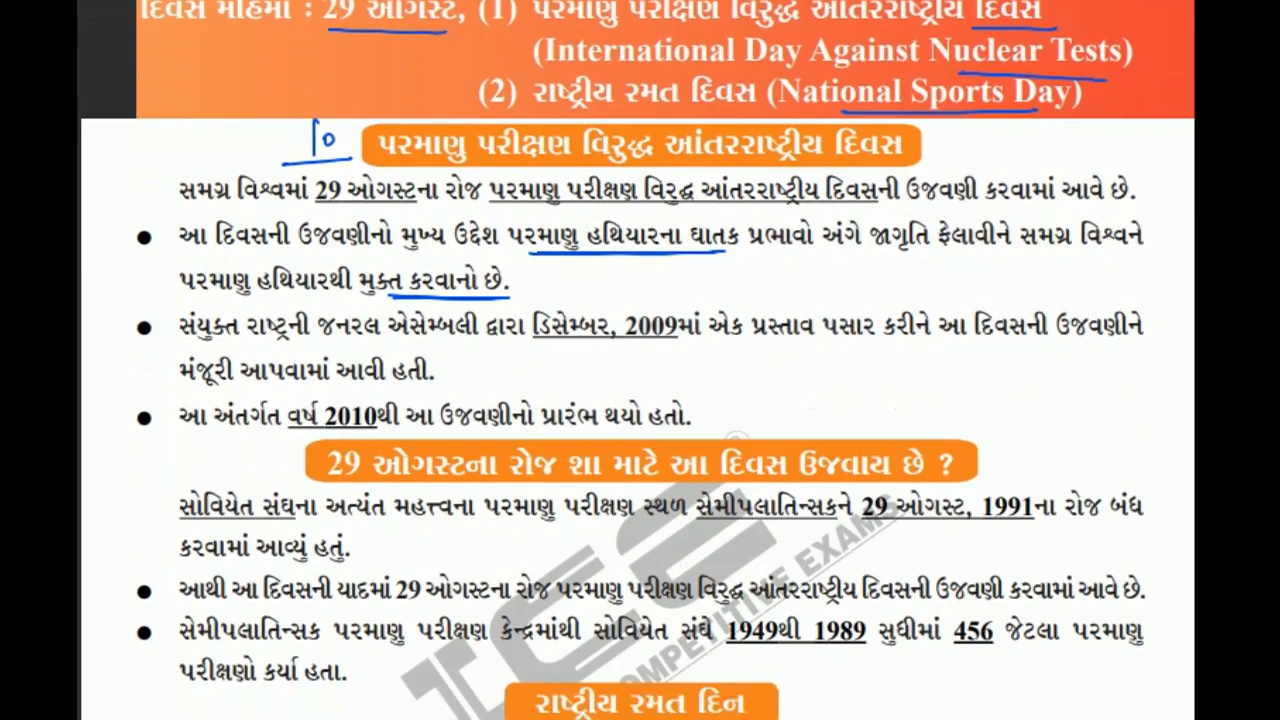 દિવસ મહિમા : 29 ઓગસ્ટ, (1) પરમાણુ પરીક્ષણ વિરુદ્ધ આંતરરાષ્ટ્રીય દિવસ
(International Day Against Nuclear Tests)
(2) રાષ્ટ્રીય રમત દિવસ (National Sports Day)
10
પરમાણુ પરીક્ષણ વિરુદ્ધ આંતરરાષ્ટ્રીય દિવસ
સમગ્ર વિશ્વમાં 29 ઓગસ્ટના રોજ પરમાણુ પરીક્ષણ વિરુદ્ધ આંતરરાષ્ટ્રીય દિવસની ઉજવણી કરવામાં આવે છે.
● આ દિવસની ઉજવણીનો મુખ્ય ઉદ્દેશ પરમાણુ હથિયારના ઘાતક પ્રભાવો અંગે જાગૃતિ ફેલાવીને સમગ્ર વિશ્વને
પરમાણુ હથિયારથી મુક્ત કરવાનો છે.
● સંયુક્ત રાષ્ટ્રની જનરલ એસેમ્બલી દ્વારા ડિસેમ્બર, 2009માં એક પ્રસ્તાવ પસાર કરીને આ દિવસની ઉજવણીને
મંજૂરી આપવામાં આવી હતી.
● આ અંતર્ગત વર્ષ 2010થી આ ઉજવણીનો પ્રારંભ થયો હતો.
29 ઓગસ્ટના રોજ શા માટે આ દિવસ ઉજવાય છે ?
સોવિયેત સંઘના અત્યંત મહત્ત્વના પરમાણુ પરીક્ષણ સ્થળ સેમીપલાતિન્સકને 29 ઓગસ્ટ, 1991ના રોજ બંધ
કરવામાં આવ્યું હતું.
● આથી આ દિવસની યાદમાં 29 ઓગસ્ટના રોજ પરમાણુ પરીક્ષણ વિરુદ્ધ આંતરરાષ્ટ્રીય દિવસની ઉજવણી કરવામાં આવે છે.
● સેમીપલાતિન્સક પરમાણુ પરીક્ષણ કેન્દ્રમાંથી સોવિયેત સંઘે 1949થી 1989 સુધીમાં 456 જેટલા પરમાણુ
પરીક્ષણો કર્યા હતા.
ICE
COMPETITIVE EXAMS
રાષ્ટ્રીય રમત દિન